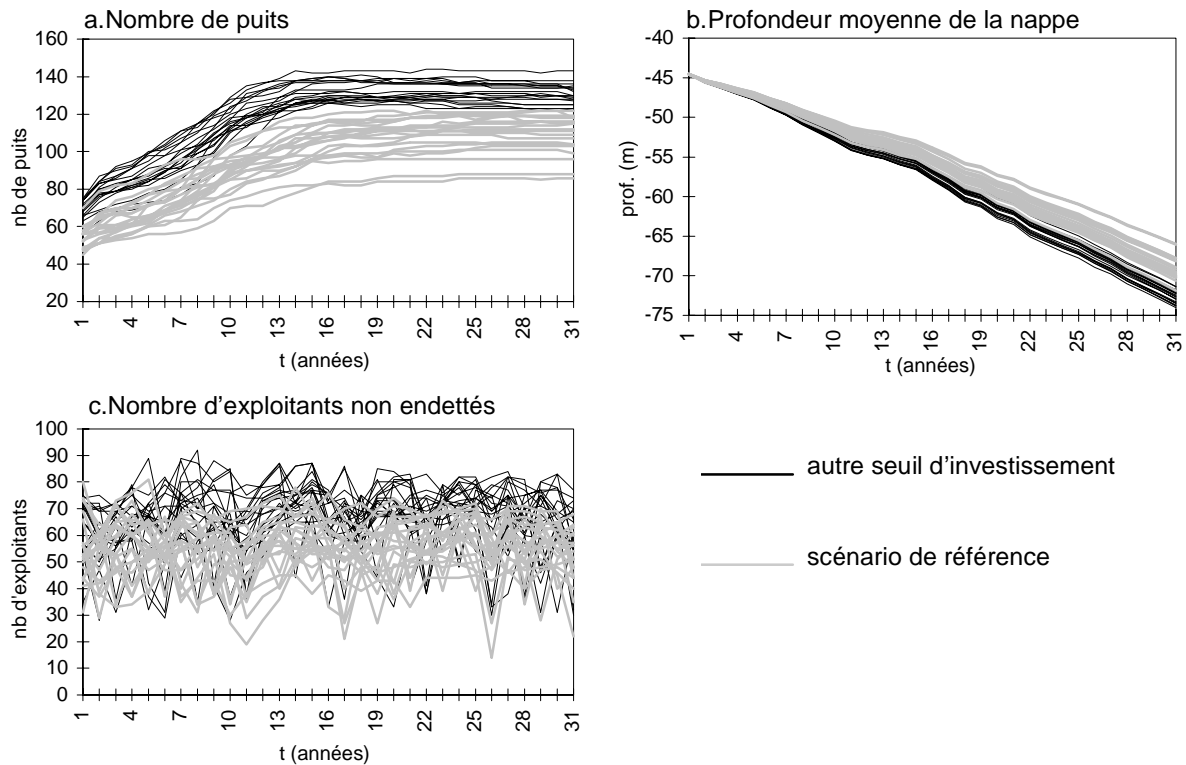 a.Nombre de puits
160
140
120
100
80
60
40
20
nb de puits
1 4 7 10 13 16 19 22 25 28 31
t (années)
b.Profondeur moyenne de la nappe
-40
-45
-50
-55
-60
-65
-70
-75
prof. (m)
1 4 7 10 13 16 19 22 25 28 31
t (années)
c.Nombre d'exploitants non endettés
100
90
80
70
60
50
40
30
20
10
0
nb d'exploitants
1 4 7 10 13 16 19 22 25 28 31
t (années)
autre seuil d'investissement
scénario de référence